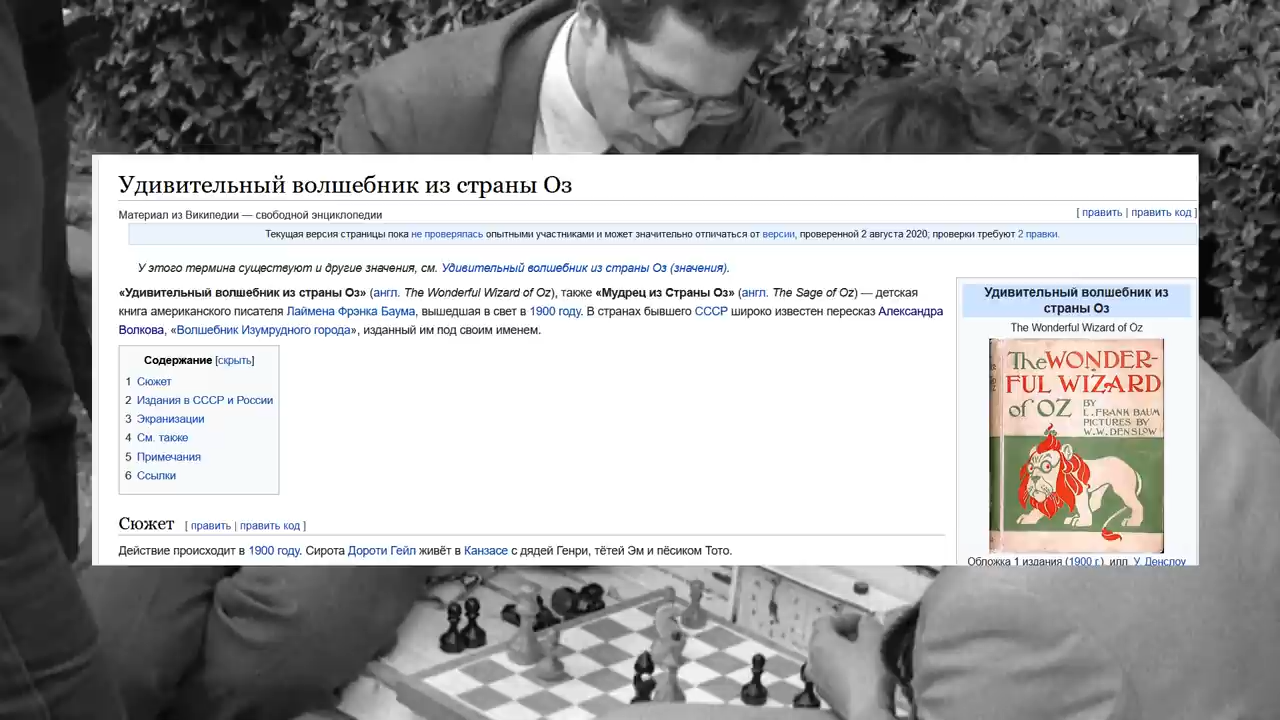 Удивительный волшебник из страны Оз
Материал из Википедии — свободной энциклопедии
[ править | править код ]
Текущая версия страницы пока не проверялась опытными участниками и может значительно отличаться от версии, проверенной 2 августа 2020; проверки требуют 2 правки.
У этого термина существуют и другие значения, см. Удивительный волшебник из страны Оз (значения).
«Удивительный волшебник из страны Оз» (англ. The Wonderful Wizard of Oz), также «Мудрец из Страны Оз» (англ. The Sage of Oz) — детская
книга американского писателя Лаймена Фрэнка Баума, вышедшая в свет в 1900 году. В странах бывшего СССР широко известен пересказ Александра
Волкова, «Волшебник Изумрудного города», изданный им под своим именем.
Содержание [скрыть]
1 Сюжет
2 Издания в СССР и России
3 Экранизации
4 См. также
5 Примечания
6 Ссылки
Сюжет [ править | править код ]
Действие происходит в 1900 году. Сирота Дороти Гейл живёт в Канзасе с дядей Генри, тётей Эм и пёсиком Тото.
Удивительный волшебник из
страны Оз
The Wonderful Wizard of Oz
The WONDER-
FUL WIZARD
of OZ
BY
L. FRANK BAUM
PICTURES BY
W. W. DENSLOW
Обложка 1 издания (1900 г.), илл. У. Денслоу